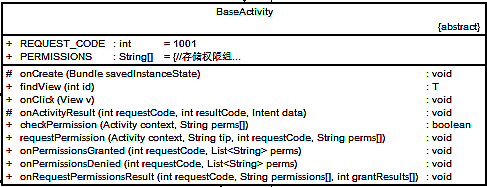 BaseActivity
{abstract}
+ REQUEST_CODE : int = 1001
+ PERMISSIONS : String[] = {//存储权限组...
# onCreate (Bundle savedInstanceState) : void
+ findView (int id) : T
+ onClick (View v) : void
# onActivityResult (int requestCode, int resultCode, Intent data) : void
+ checkPermission (Activity context, String perms[]) : boolean
+ requestPermission (Activity context, String tip, int requestCode, String perms[]) : void
+ onPermissionsGranted (int requestCode, List<String> perms) : void
+ onPermissionsDenied (int requestCode, List<String> perms) : void
+ onRequestPermissionsResult (int requestCode, String permissions[], int grantResults[]) : void